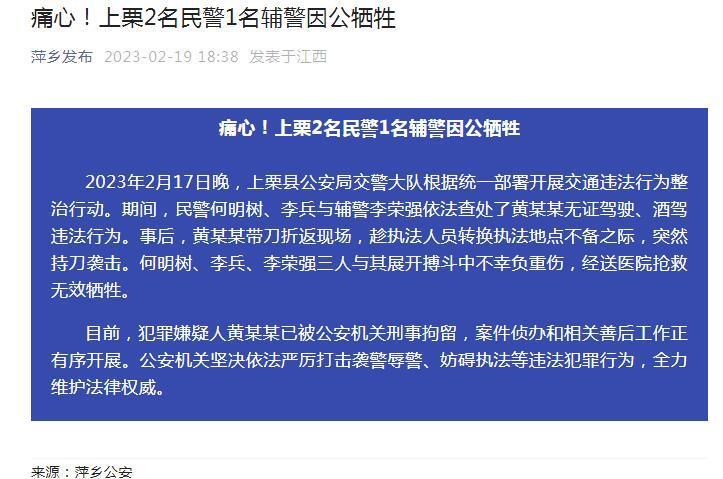 痛心！上栗2名民警1名辅警因公牺牲
萍乡发布 2023-02-19 18:38 发表于江西
痛心！上栗2名民警1名辅警因公牺牲
2023年2月17日晚，上栗县公安局交警大队根据统一部署开展交通违法行为整
治行动。期间，民警何明树、李兵与辅警李荣强依法查处了黄某某无证驾驶、酒驾
违法行为。事后，黄某某带刀折返现场，趁执法人员转换执法地点不备之际，突然
持刀袭击。何明树、李兵、李荣强三人与其展开搏斗中不幸负重伤，经送医院抢救
无效牺牲。
目前，犯罪嫌疑人黄某某已被公安机关刑事拘留，案件侦办和相关善后工作正
有序开展。公安机关坚决依法严厉打击袭警辱警、妨碍执法等违法犯罪行为，全力
维护法律权威。
来源：萍乡公安